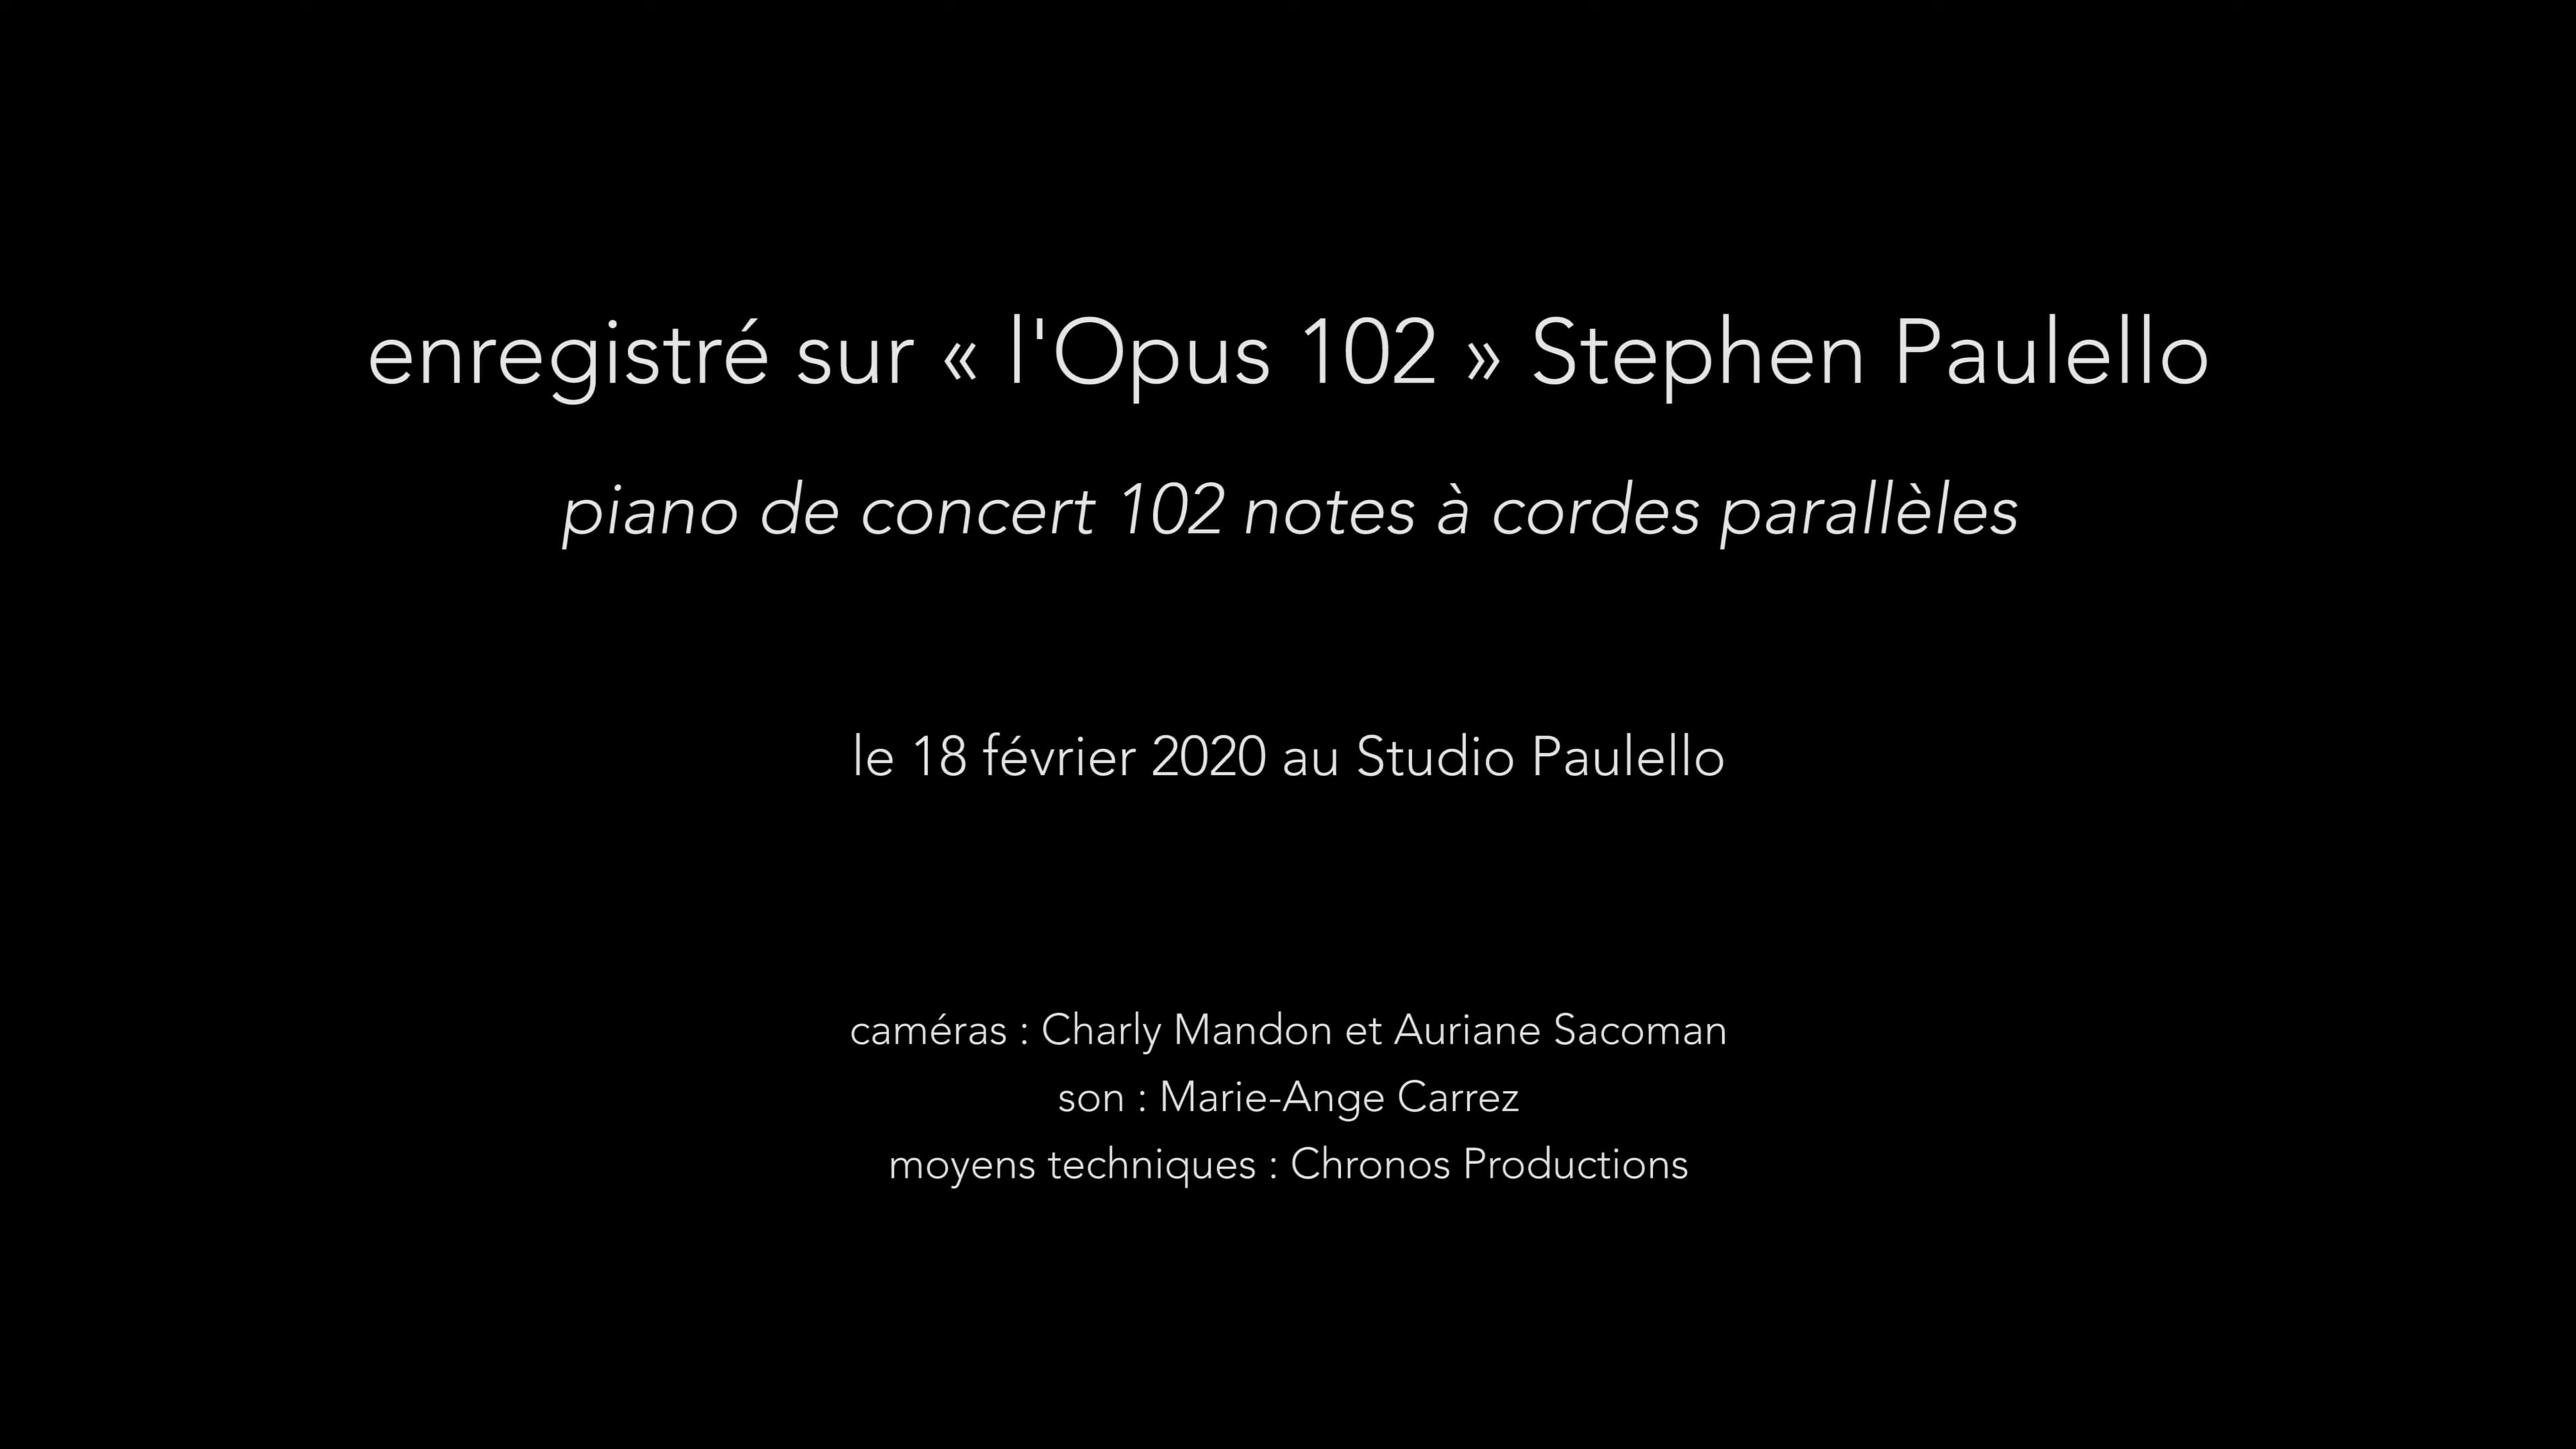 enregistré sur « l'Opus 102 » Stephen Paulello
piano de concert 102 notes à cordes parallèles
le 18 février 2020 au Studio Paulello
caméras : Charly Mandon et Auriane Sacoman
son : Marie-Ange Carrez
moyens techniques : Chronos Productions